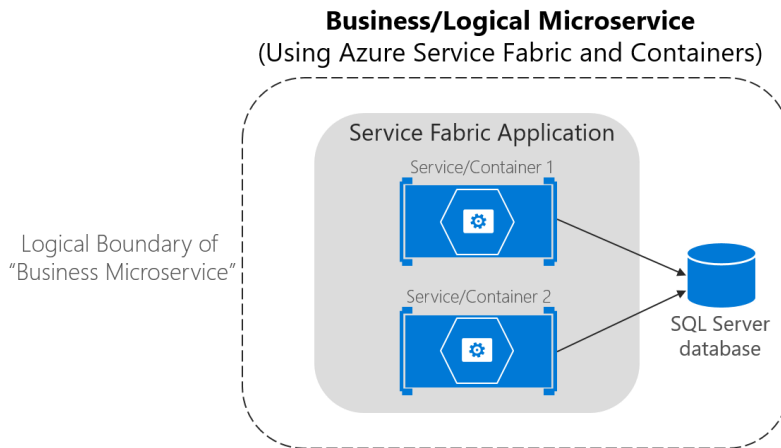 Business/Logical Microservice
(Using Azure Service Fabric and Containers)
Service Fabric Application
Service/Container 1
Logical Boundary of
“Business Microservice”
Service/Container 2
SQL Server
database